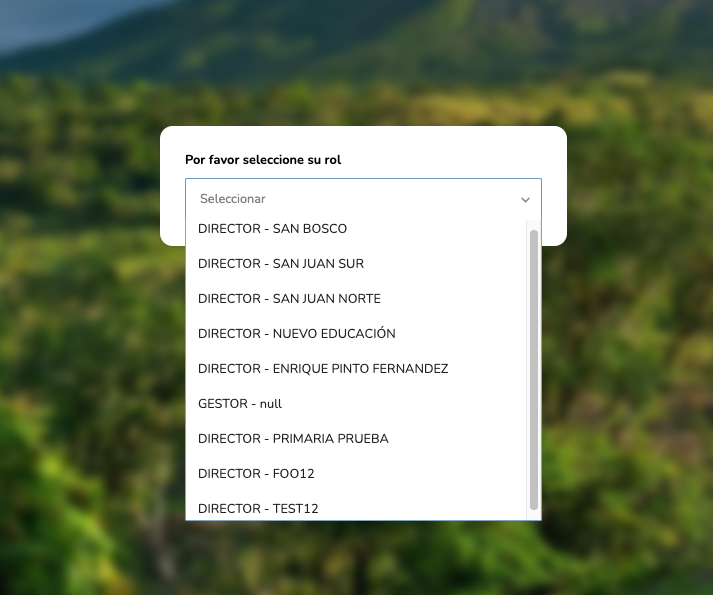 Por favor seleccione su rol
Seleccionar
DIRECTOR - SAN BOSCO
DIRECTOR - SAN JUAN SUR
DIRECTOR - SAN JUAN NORTE
DIRECTOR - NUEVO EDUCACIÓN
DIRECTOR - ENRIQUE PINTO FERNANDEZ
GESTOR - null
DIRECTOR - PRIMARIA PRUEBA
DIRECTOR - FOO12
DIRECTOR - TEST12